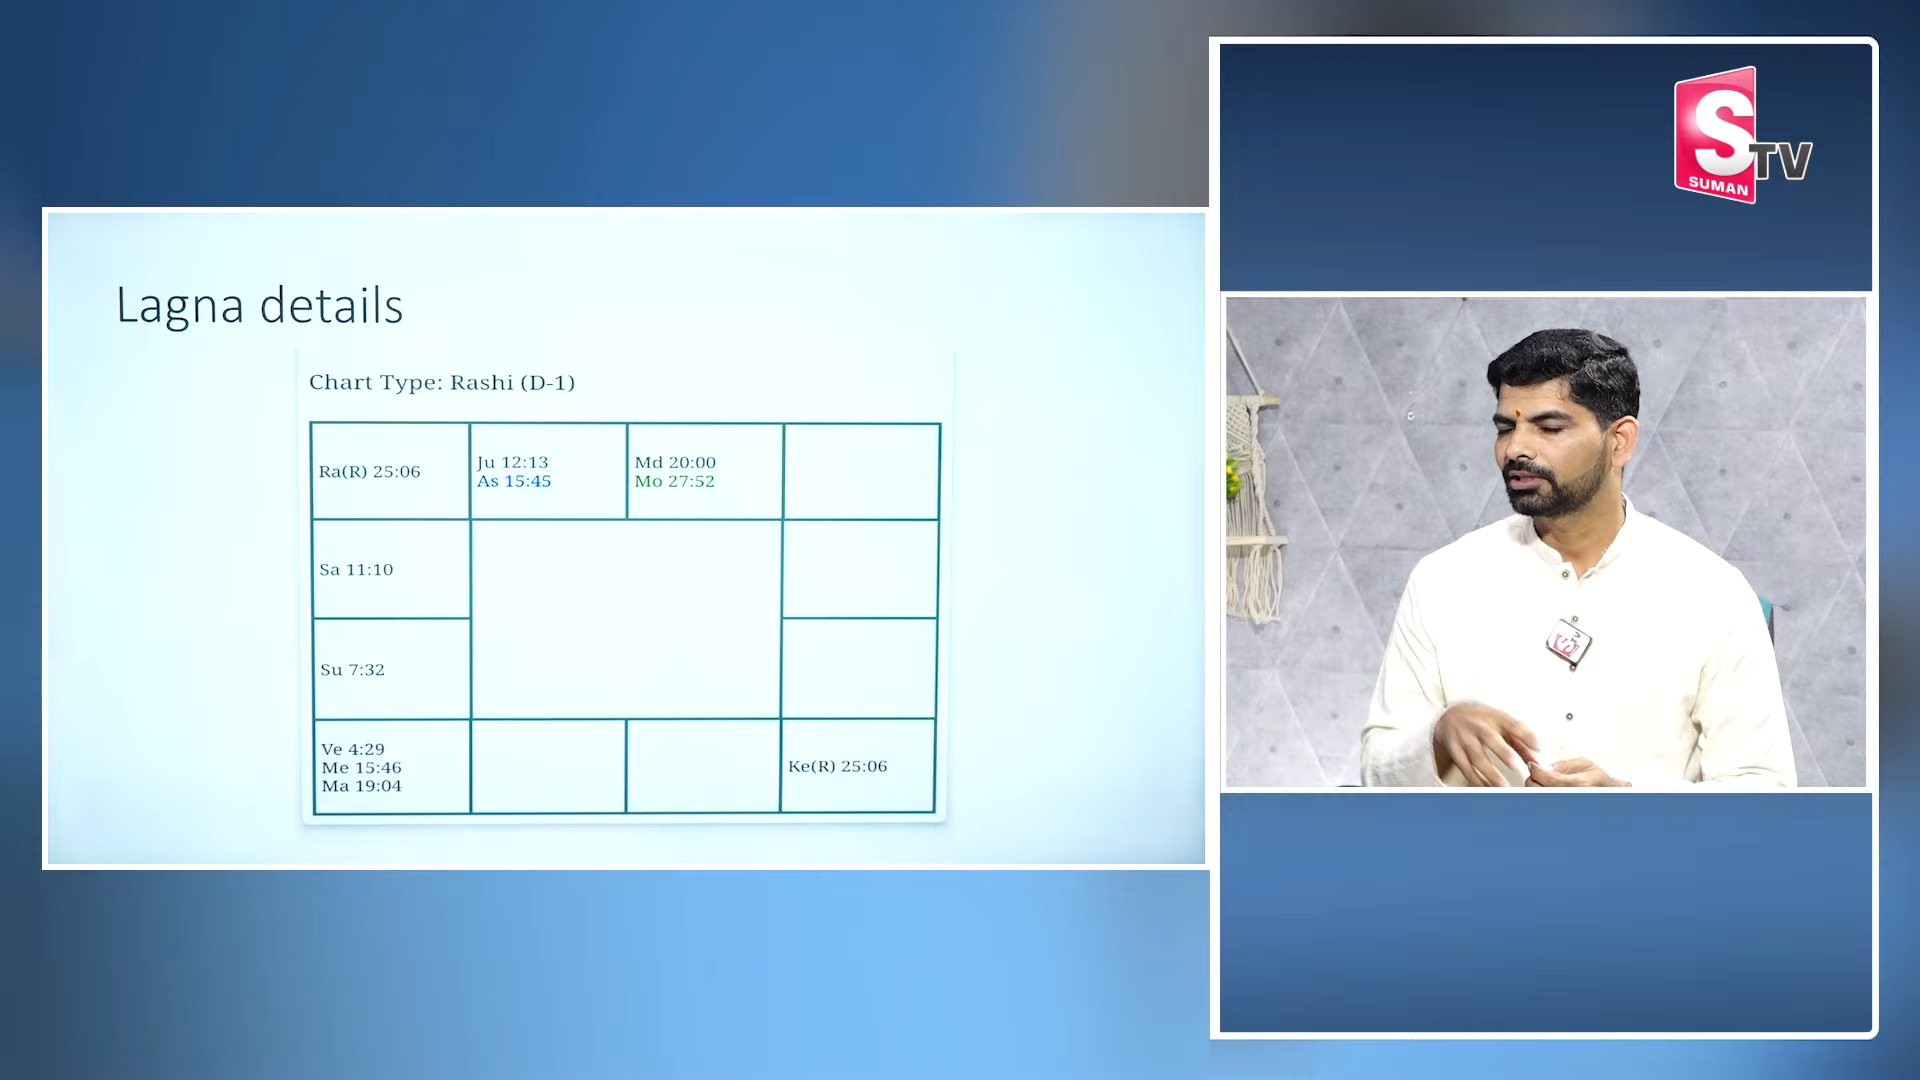 Lagna details
Chart Type: Rashi (D-1)
Ra(R) 25:06
Ju 12:13
As 15:45
Md 20:00
Mo 27:52
Sa 11:10
Su 7:32
Ve 4:29
Me 15:46
Ma 19:04
Ke(R) 25:06
S TV
SUMAN
STV